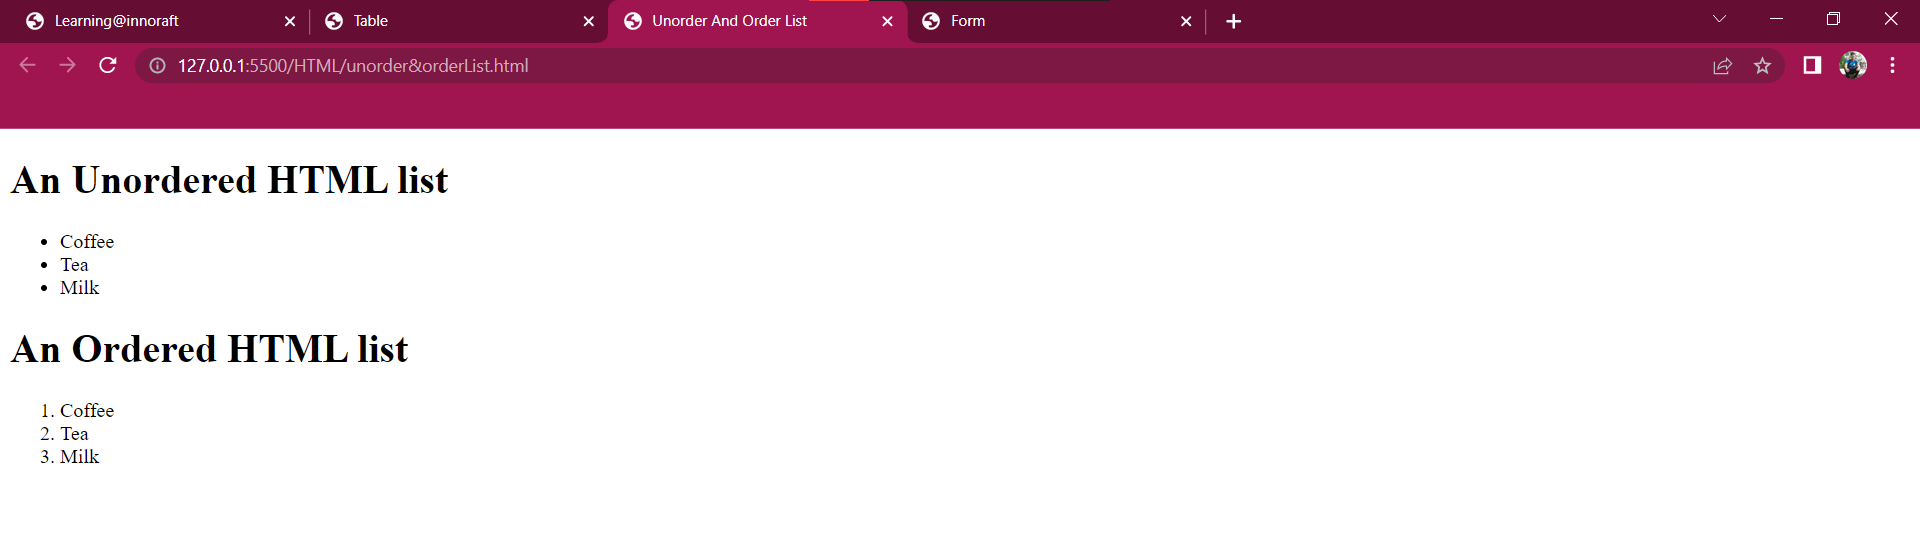 Learning@innoraft
Table
Unorder And Order List
Form
127.0.0.1:5500/HTML/unorder&orderList.html
An Unordered HTML list
• Coffee
• Tea
• Milk
An Ordered HTML list
1. Coffee
2. Tea
3. Milk